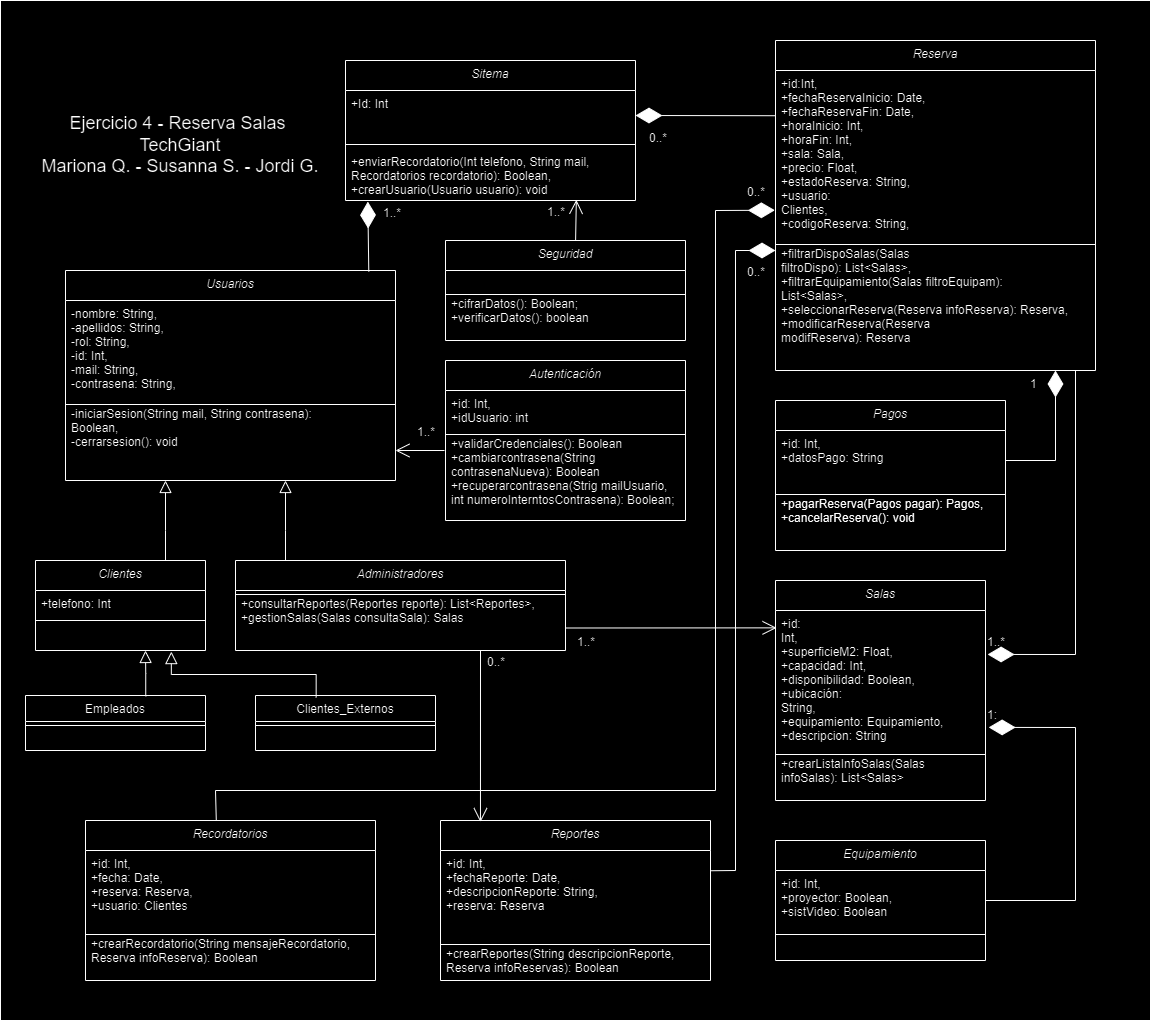 Ejercicio 4 - Reserva Salas
TechGiant
Mariona Q. - Susanna S. - Jordi G.
Sitema
+Id: Int
+enviarRecordatorio(Int telefono, String mail,
Recordatorios recordatorio): Boolean,
+crearUsuario(Usuario usuario): void
0..*
1..*
1..*
Reserva
+id:Int,
+fechaReservaInicio: Date,
+fechaReservaFin: Date,
+horaInicio: Int,
+horaFin: Int,
+sala: Sala,
+precio: Float,
+estadoReserva: String,
+usuario:
Clientes,
+codigoReserva: String,
+filtrarDispoSalas(Salas
filtroDispo): List<Salas>,
+filtrarEquipamiento(Salas filtroEquipam):
List<Salas>,
+seleccionarReserva(Reserva infoReserva): Reserva,
+modificarReserva(Reserva
modifReserva): Reserva
0..*
0..*
1
Seguridad
+cifrarDatos(): Boolean;
+verificarDatos(): boolean
Usuarios
-nombre: String,
-apellidos: String,
-rol: String,
-id: Int,
-mail: String,
-contrasena: String,
-iniciarSesion(String mail, String contrasena):
Boolean,
-cerrarsesion(): void
1..*
Autenticación
+id: Int,
+idUsuario: int
+validarCredenciales(): Boolean
+cambiarcontrasena(String
contrasenaNueva): Boolean
+recuperarcontrasena(Strig mailUsuario,
int numeroInterntosContrasena): Boolean;
Pagos
+id: Int,
+datosPago: String
+pagarReserva(Pagos pagar): Pagos,
+cancelarReserva(): void
Clientes
+telefono: Int
Administradores
+consultarReportes(Reportes reporte): List<Reportes>,
+gestionSalas(Salas consultaSala): Salas
1..*
0..*
Salas
+id:
Int,
+superficieM2: Float,
+capacidad: Int,
+disponibilidad: Boolean,
+ubicación:
String,
+equipamiento: Equipamiento,
+descripcion: String
+crearListaInfoSalas(Salas
infoSalas): List<Salas>
1..*
1:
Empleados
Clientes_Externos
Recordatorios
+id: Int,
+fecha: Date,
+reserva: Reserva,
+usuario: Clientes
+crearRecordatorio(String mensajeRecordatorio,
Reserva infoReserva): Boolean
Reportes
+id: Int,
+fechaReporte: Date,
+descripcionReporte: String,
+reserva: Reserva
+crearReportes(String descripcionReporte,
Reserva infoReservas): Boolean
Equipamiento
+id: Int,
+proyector: Boolean,
+sistVideo: Boolean